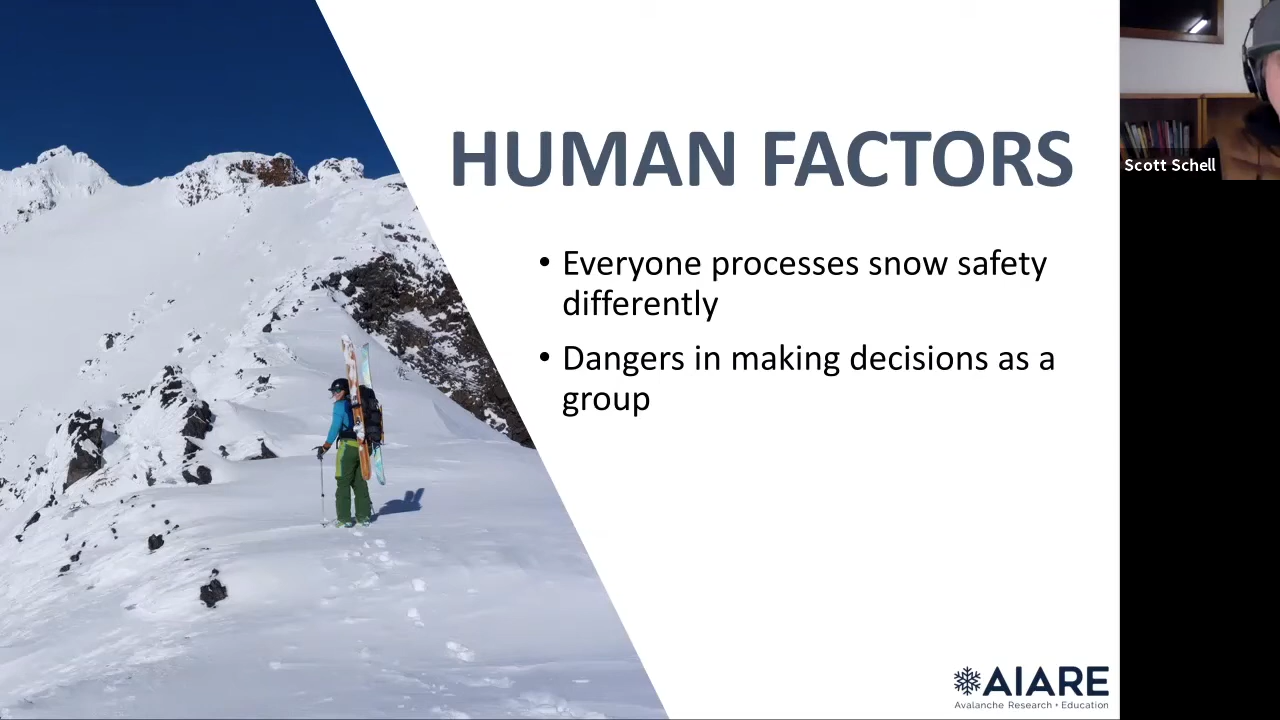 HUMAN FACTORS
• Everyone processes snow safety
differently
• Dangers in making decisions as a
group
AIARE
Avalanche Research • Education
Scott Schell